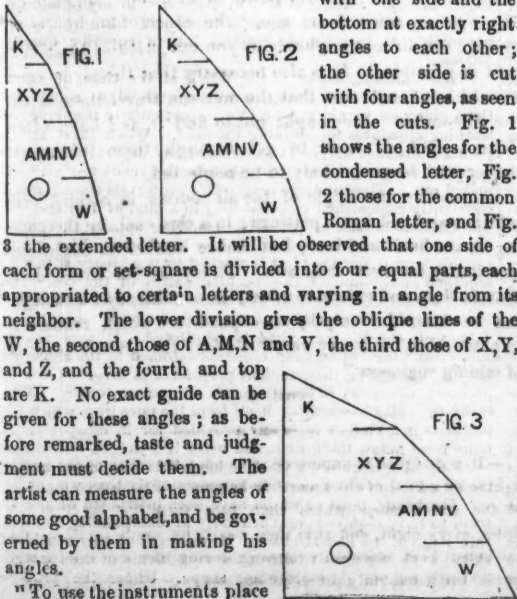 with one side and the
bottom at exactly right
angles to each other;
the other side is cut
with four angles, as seen
in the cuts. Fig. 1
shows the angles for the
condensed letter, Fig.
2 those for the common
Roman letter, and Fig.
K
FIG.1
XYZ
AMNV
W
K
FIG.2
XYZ
AMNV
W
3 the extended letter. It will be observed that one side of
each form or set-sqnare is divided into four equal parts, each
appropriated to certa'n letters and varying in angle from its
neighbor. The lower division gives the obliqne lines of the
W, the second those of A,M,N and V, the third those of X,Y,
and Z, and the fourth and top
are K. No exact guide can be
given for these angles; as be-
fore remarked, taste and judg-
ment must decide them. The
artist can measure the angles of
some good alphabet,and be gov-
erned by them in making his
angles.
"To use the instruments place
K
FIG. 3
XYZ
AMNV
W